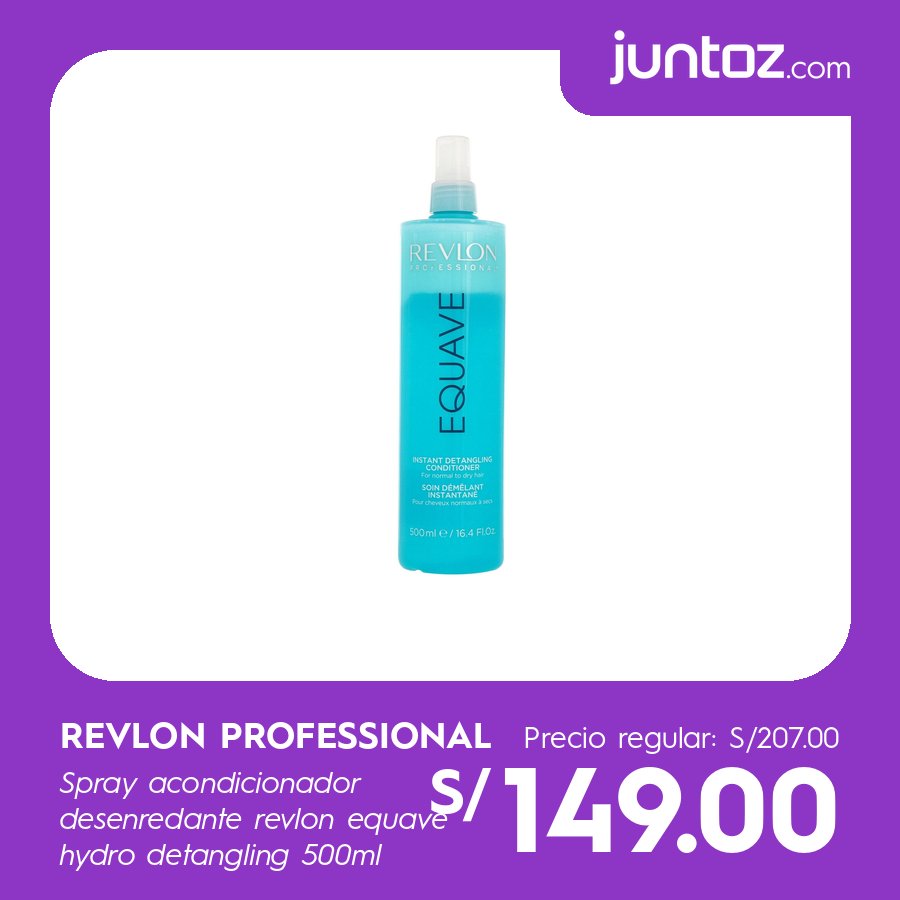 juntoz.com
REVLON
PROFESSIONAL
EQUAVE
INSTANT DETANGLING
CONDITIONER
For normal to dry hair
SOIN DÉMÊLANT
INSTANTANÉ
Pour cheveux normaux à secs
500ml ℮ / 16.4 Fl.Oz.
REVLON PROFESSIONAL
Precio regular: S/207.00
Spray acondicionador
desenredante revlon equave
hydro detangling 500ml
S/149.00